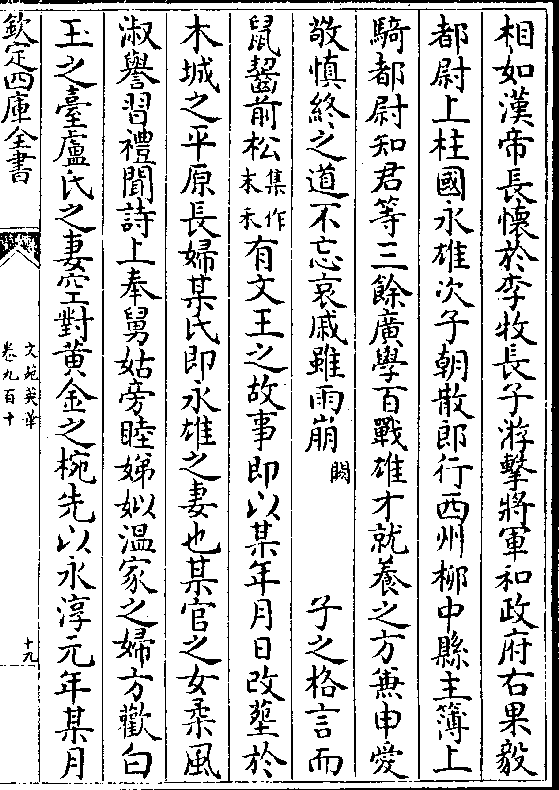 相如漢帝長懷於李牧長子游擊將軍和政府右果毅
都尉上柱國永雄次子朝散郎行西州柳中縣主簿上
騎都尉知君等三餘廣學百戰雄才就養之方兼申愛
敬慎終之道不忘哀戚雖雨崩闕子之格言而
鼠齧前松集作末禾有文王之故事即以某年月日改塟於
木城之平原長婦某氏即永雄之妻也某官之女柔風
淑譽習禮聞詩上奉舅姑旁睦娣姒溫家之婦方歡白
玉之臺盧氏之妻空對黃金之椀先以永淳元年某月
欽定四庫全書
文苑英華
卷九百十
十九